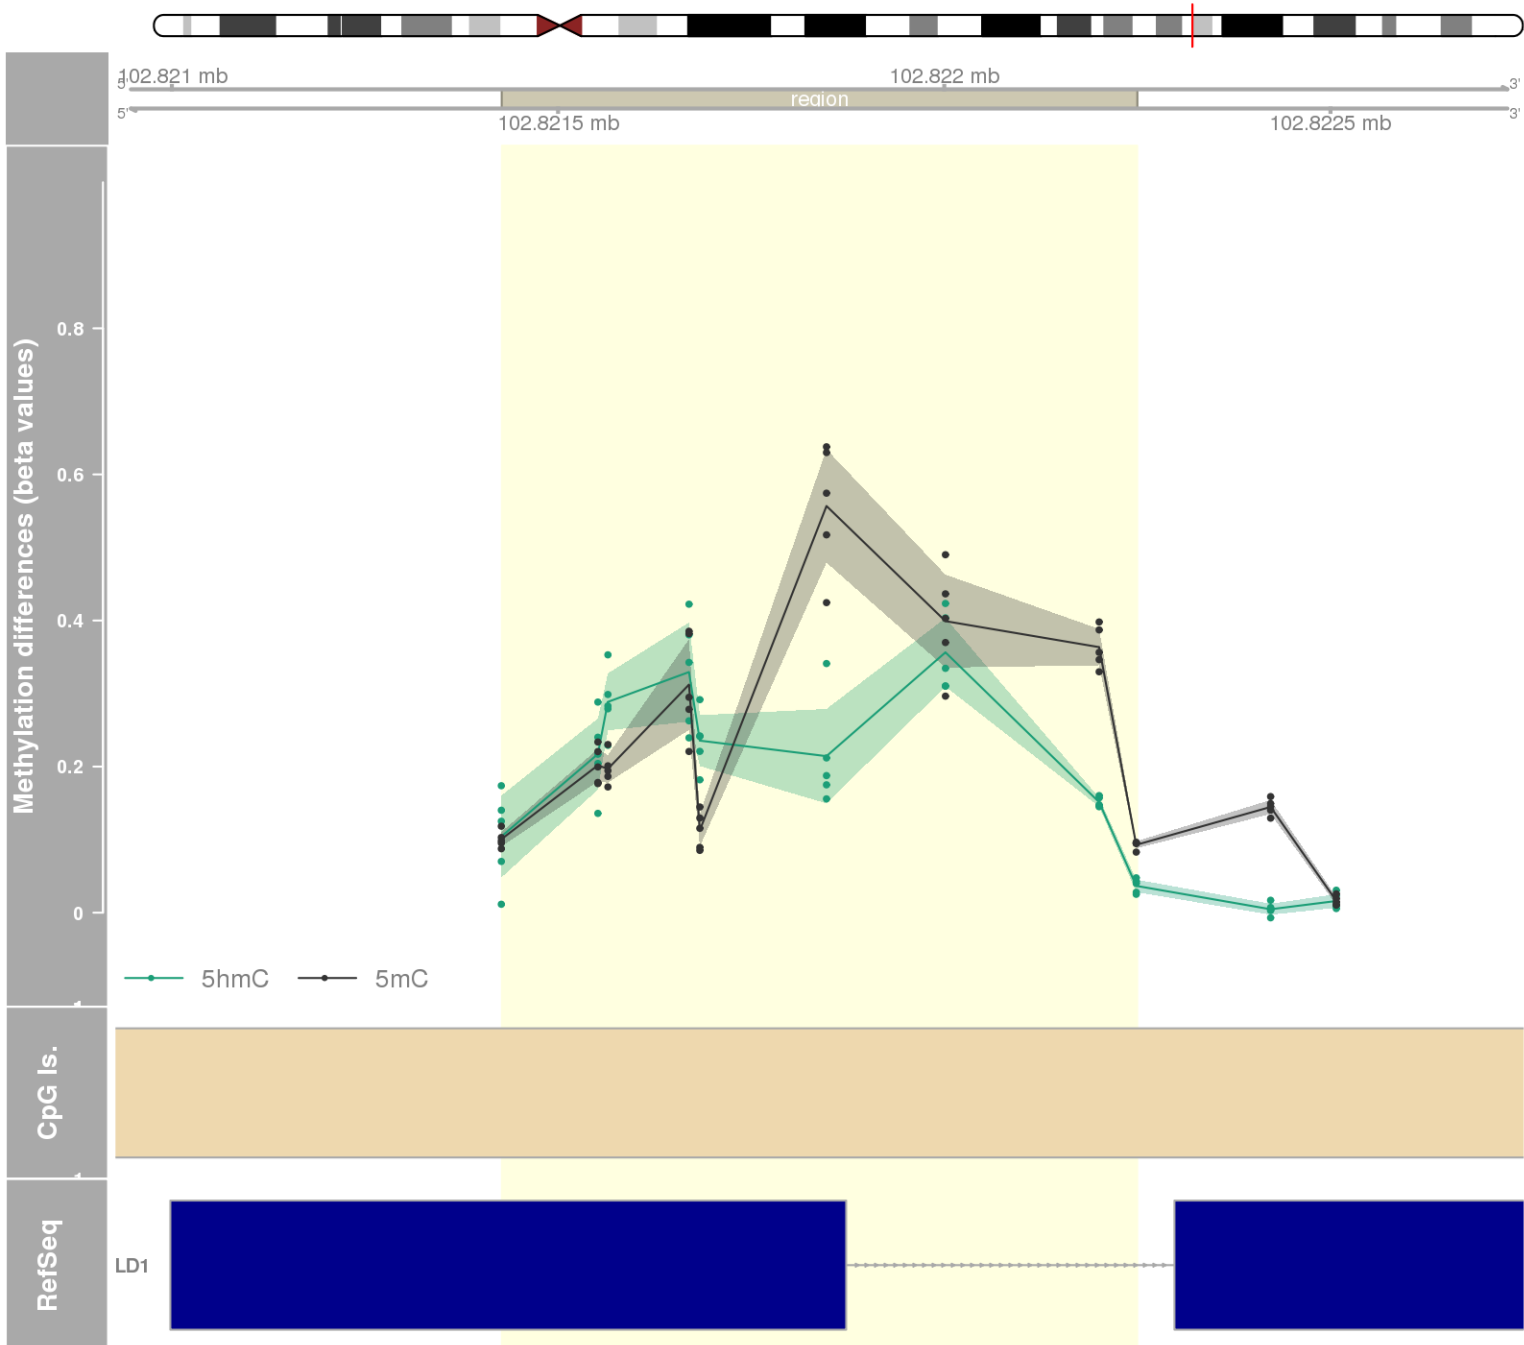 102.821 mb
102.822 mb
5'
3'
region
5'
3'
102.8215 mb
102.8225 mb
Methylation differences (beta values)
0.8
0.6
0.4
0.2
0
5hmC
5mC
CpG Is.
RefSeq
LD1